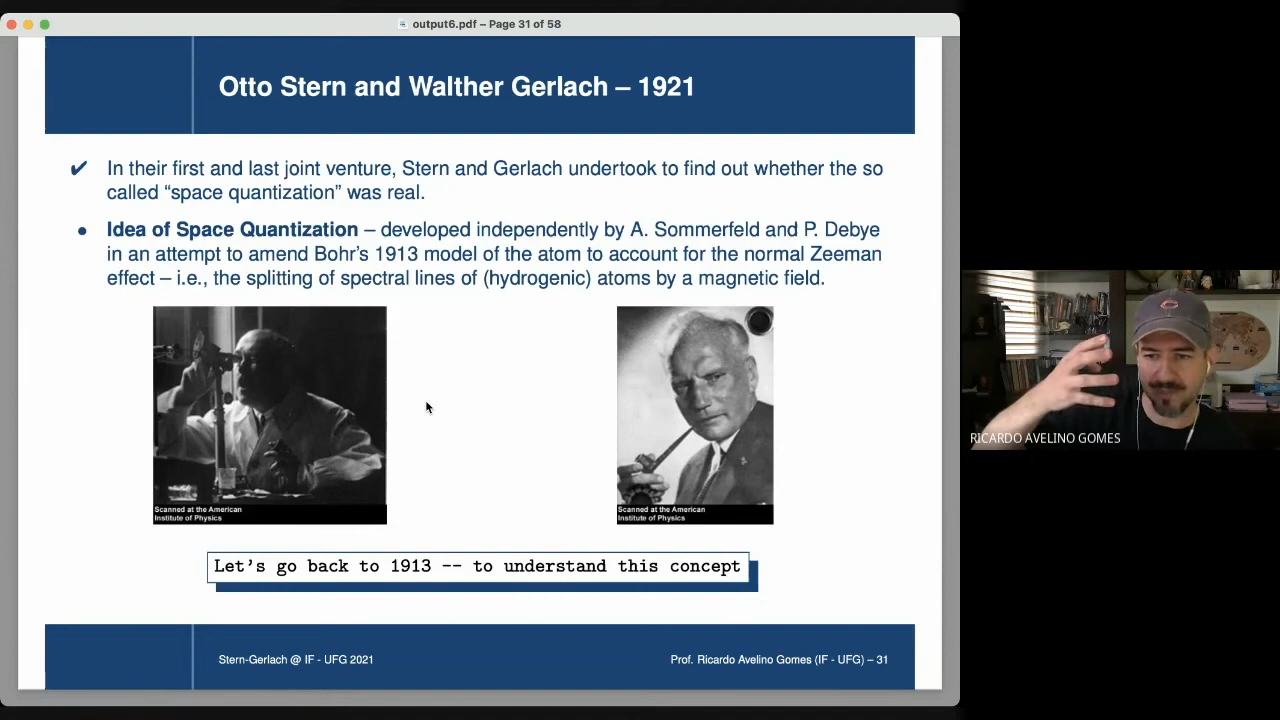 output6.pdf – Page 31 of 58
Otto Stern and Walther Gerlach – 1921
✔ In their first and last joint venture, Stern and Gerlach undertook to find out whether the so
called “space quantization” was real.
• Idea of Space Quantization – developed independently by A. Sommerfeld and P. Debye
in an attempt to amend Bohr’s 1913 model of the atom to account for the normal Zeeman
effect – i.e., the splitting of spectral lines of (hydrogenic) atoms by a magnetic field.
Scanned at the American
Institute of Physics
Scanned at the American
Institute of Physics
Let’s go back to 1913 -- to understand this concept
Stern-Gerlach @ IF - UFG 2021
Prof. Ricardo Avelino Gomes (IF - UFG) – 31
RICARDO AVELINO GOMES